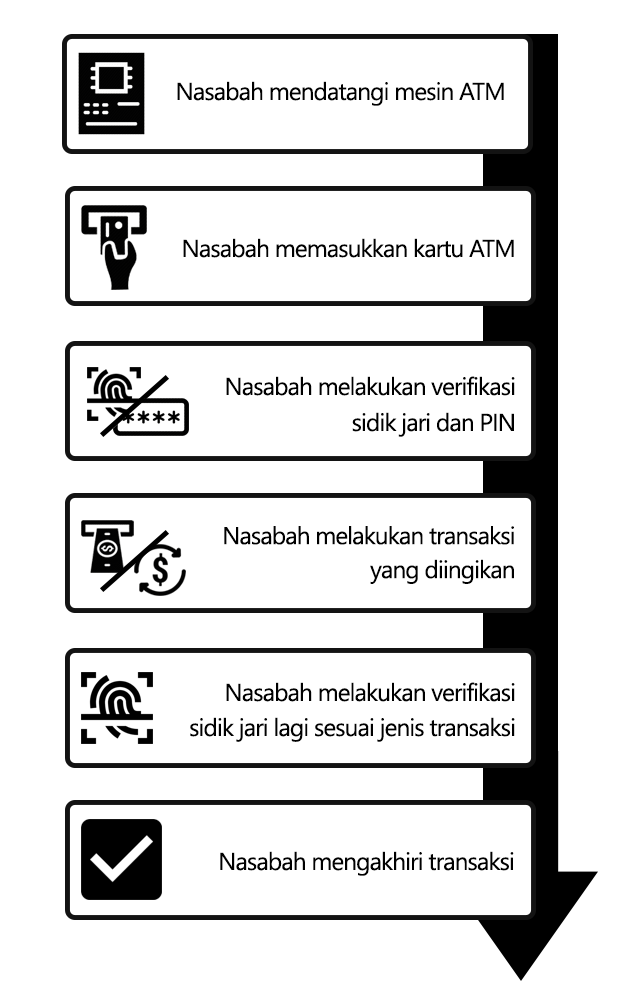 Nasabah mendatangi mesin ATM
Nasabah memasukkan kartu ATM
****
Nasabah melakukan verifikasi
sidik jari dan PIN
$
Nasabah melakukan transaksi
yang diingikan
Nasabah melakukan verifikasi
sidik jari lagi sesuai jenis transaksi
Nasabah mengakhiri transaksi